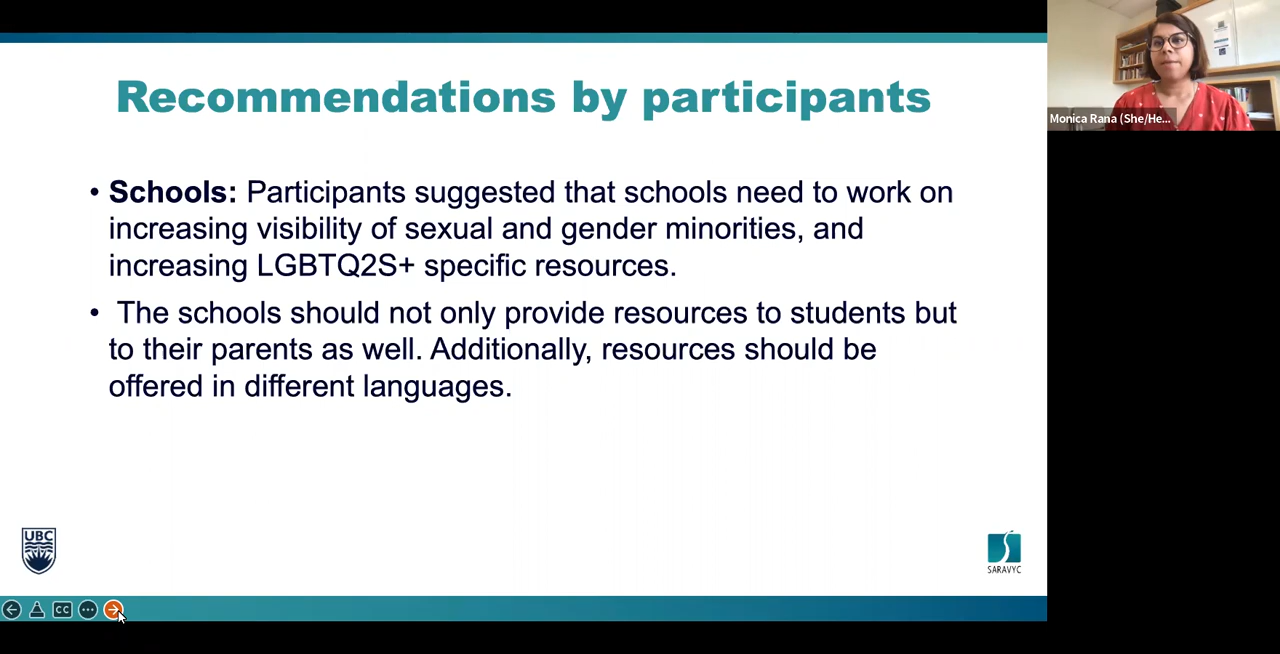 Recommendations by participants
• Schools: Participants suggested that schools need to work on
increasing visibility of sexual and gender minorities, and
increasing LGBTQ2S+ specific resources.
• The schools should not only provide resources to students but
to their parents as well. Additionally, resources should be
offered in different languages.
Monica Rana (She/He...
UBC
SARAVYC
CC